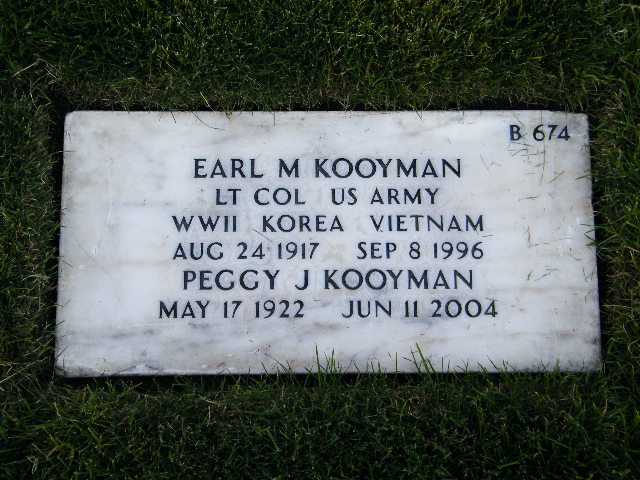 B 674
EARL M KOOYMAN
LT COL US ARMY
WWII KOREA VIETNAM
AUG 24 1917 SEP 8 1996
PEGGY J KOOYMAN
MAY 17 1922 JUN 11 2004